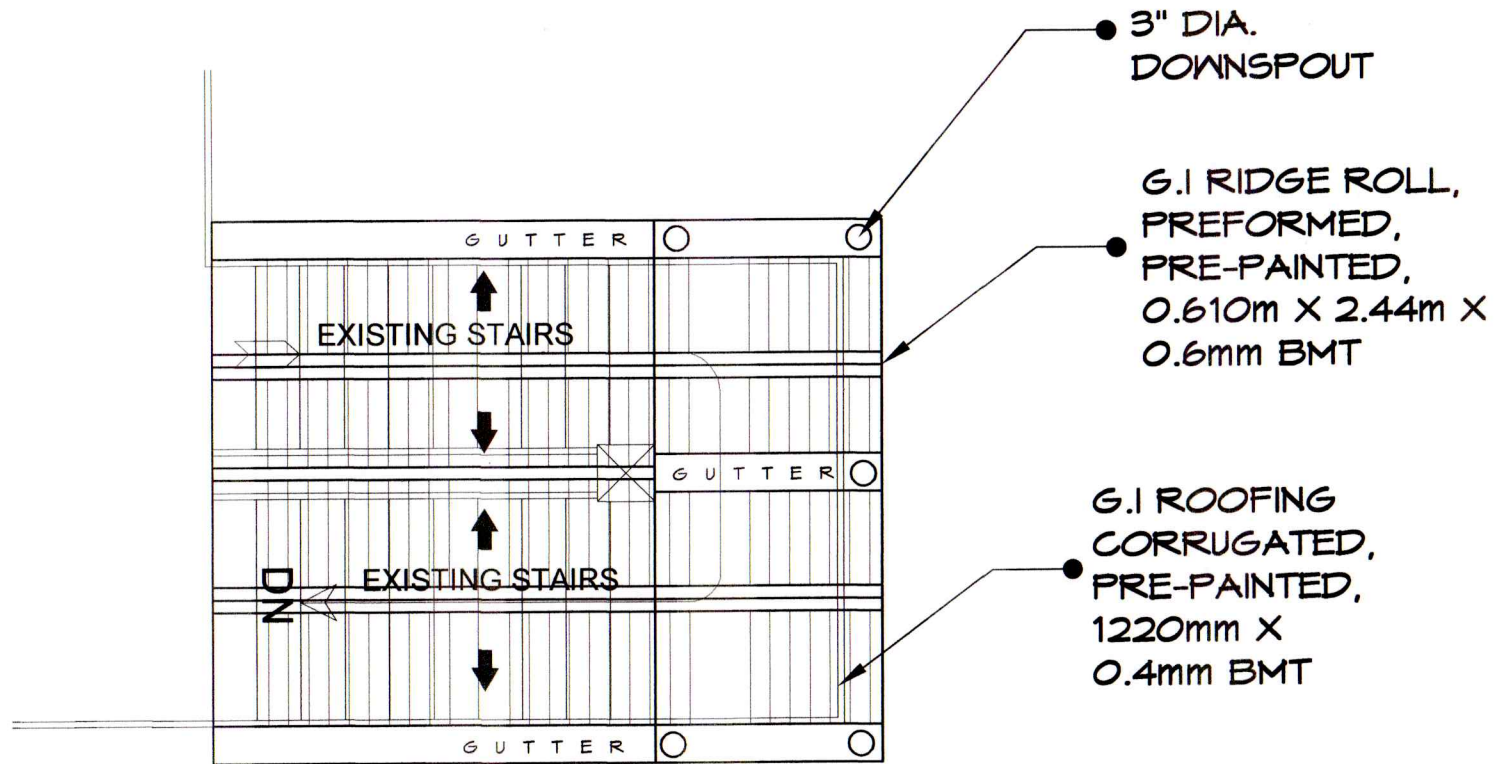 3" DIA.
DOWNSPOUT
G.I RIDGE ROLL,
PREFORMED,
PRE-PAINTED,
0.610m X 2.44m X
0.6mm BMT
GUTTER
EXISTING STAIRS
GUTTER
G.I ROOFING
CORRUGATED,
PRE-PAINTED,
1220mm X
0.4mm BMT
DN
EXISTING STAIRS
GUTTER